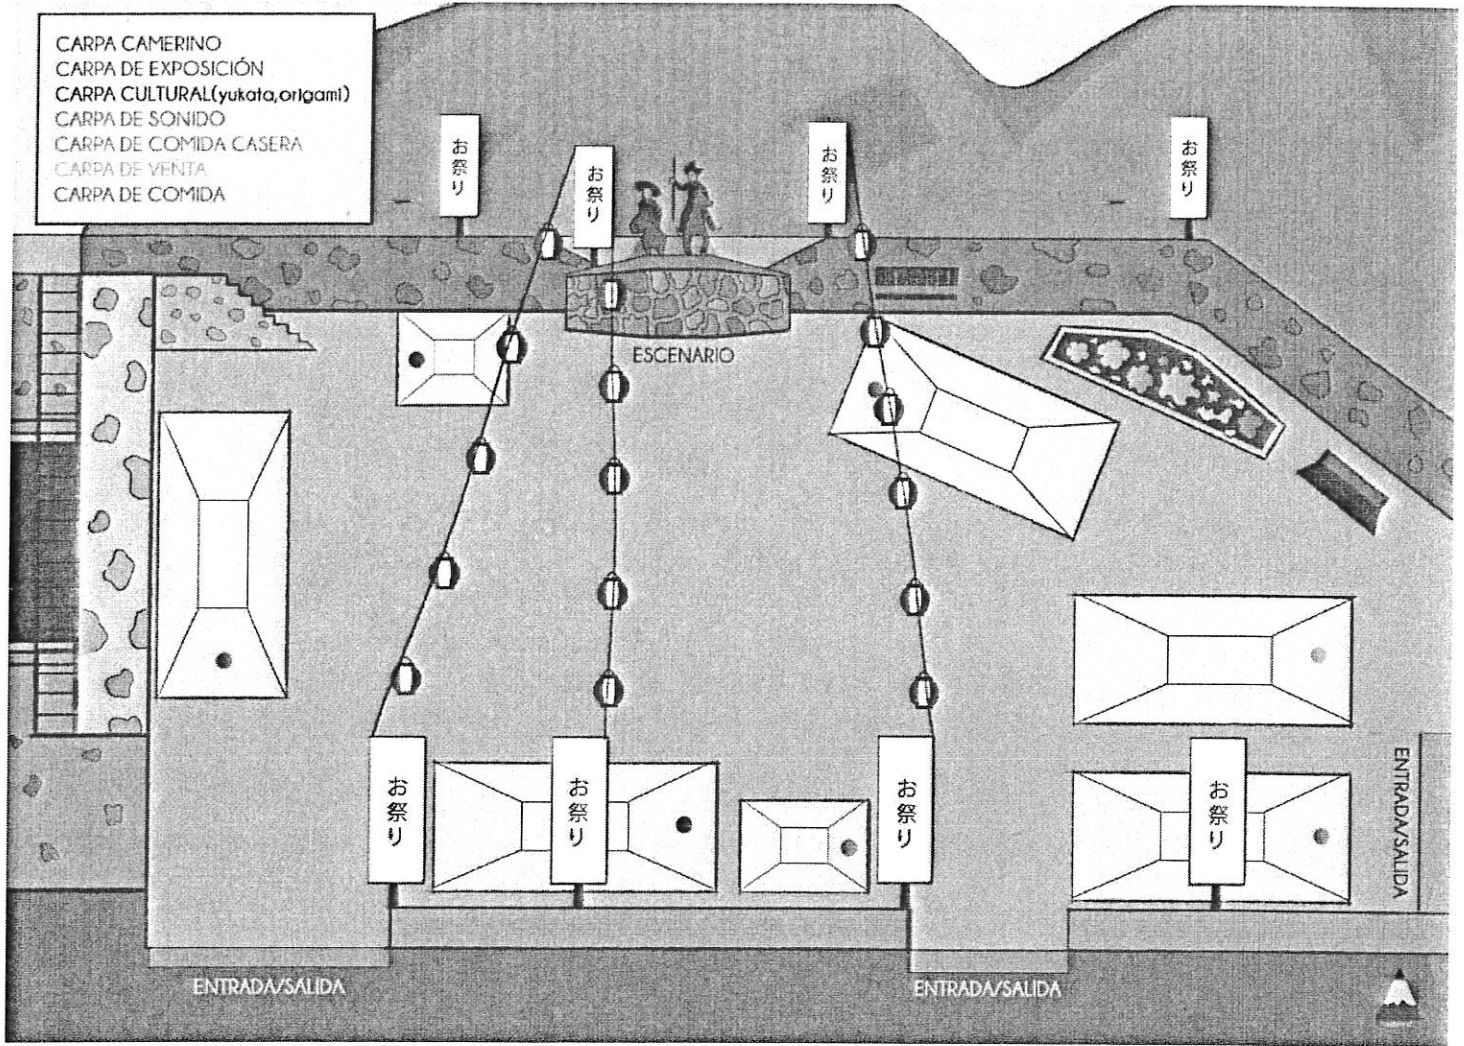 CARPA CAMERINO
CARPA DE EXPOSICIÓN
CARPA CULTURAL(yukata,origami)
CARPA DE SONIDO
CARPA DE COMIDA CASERA
CARPA DE VENTA
CARPA DE COMIDA
お祭り
お祭り
お祭り
お祭り
ESCENARIO
お祭り
お祭り
お祭り
お祭り
ENTRADA/SALIDA
ENTRADA/SALIDA
ENTRADA/SALIDA